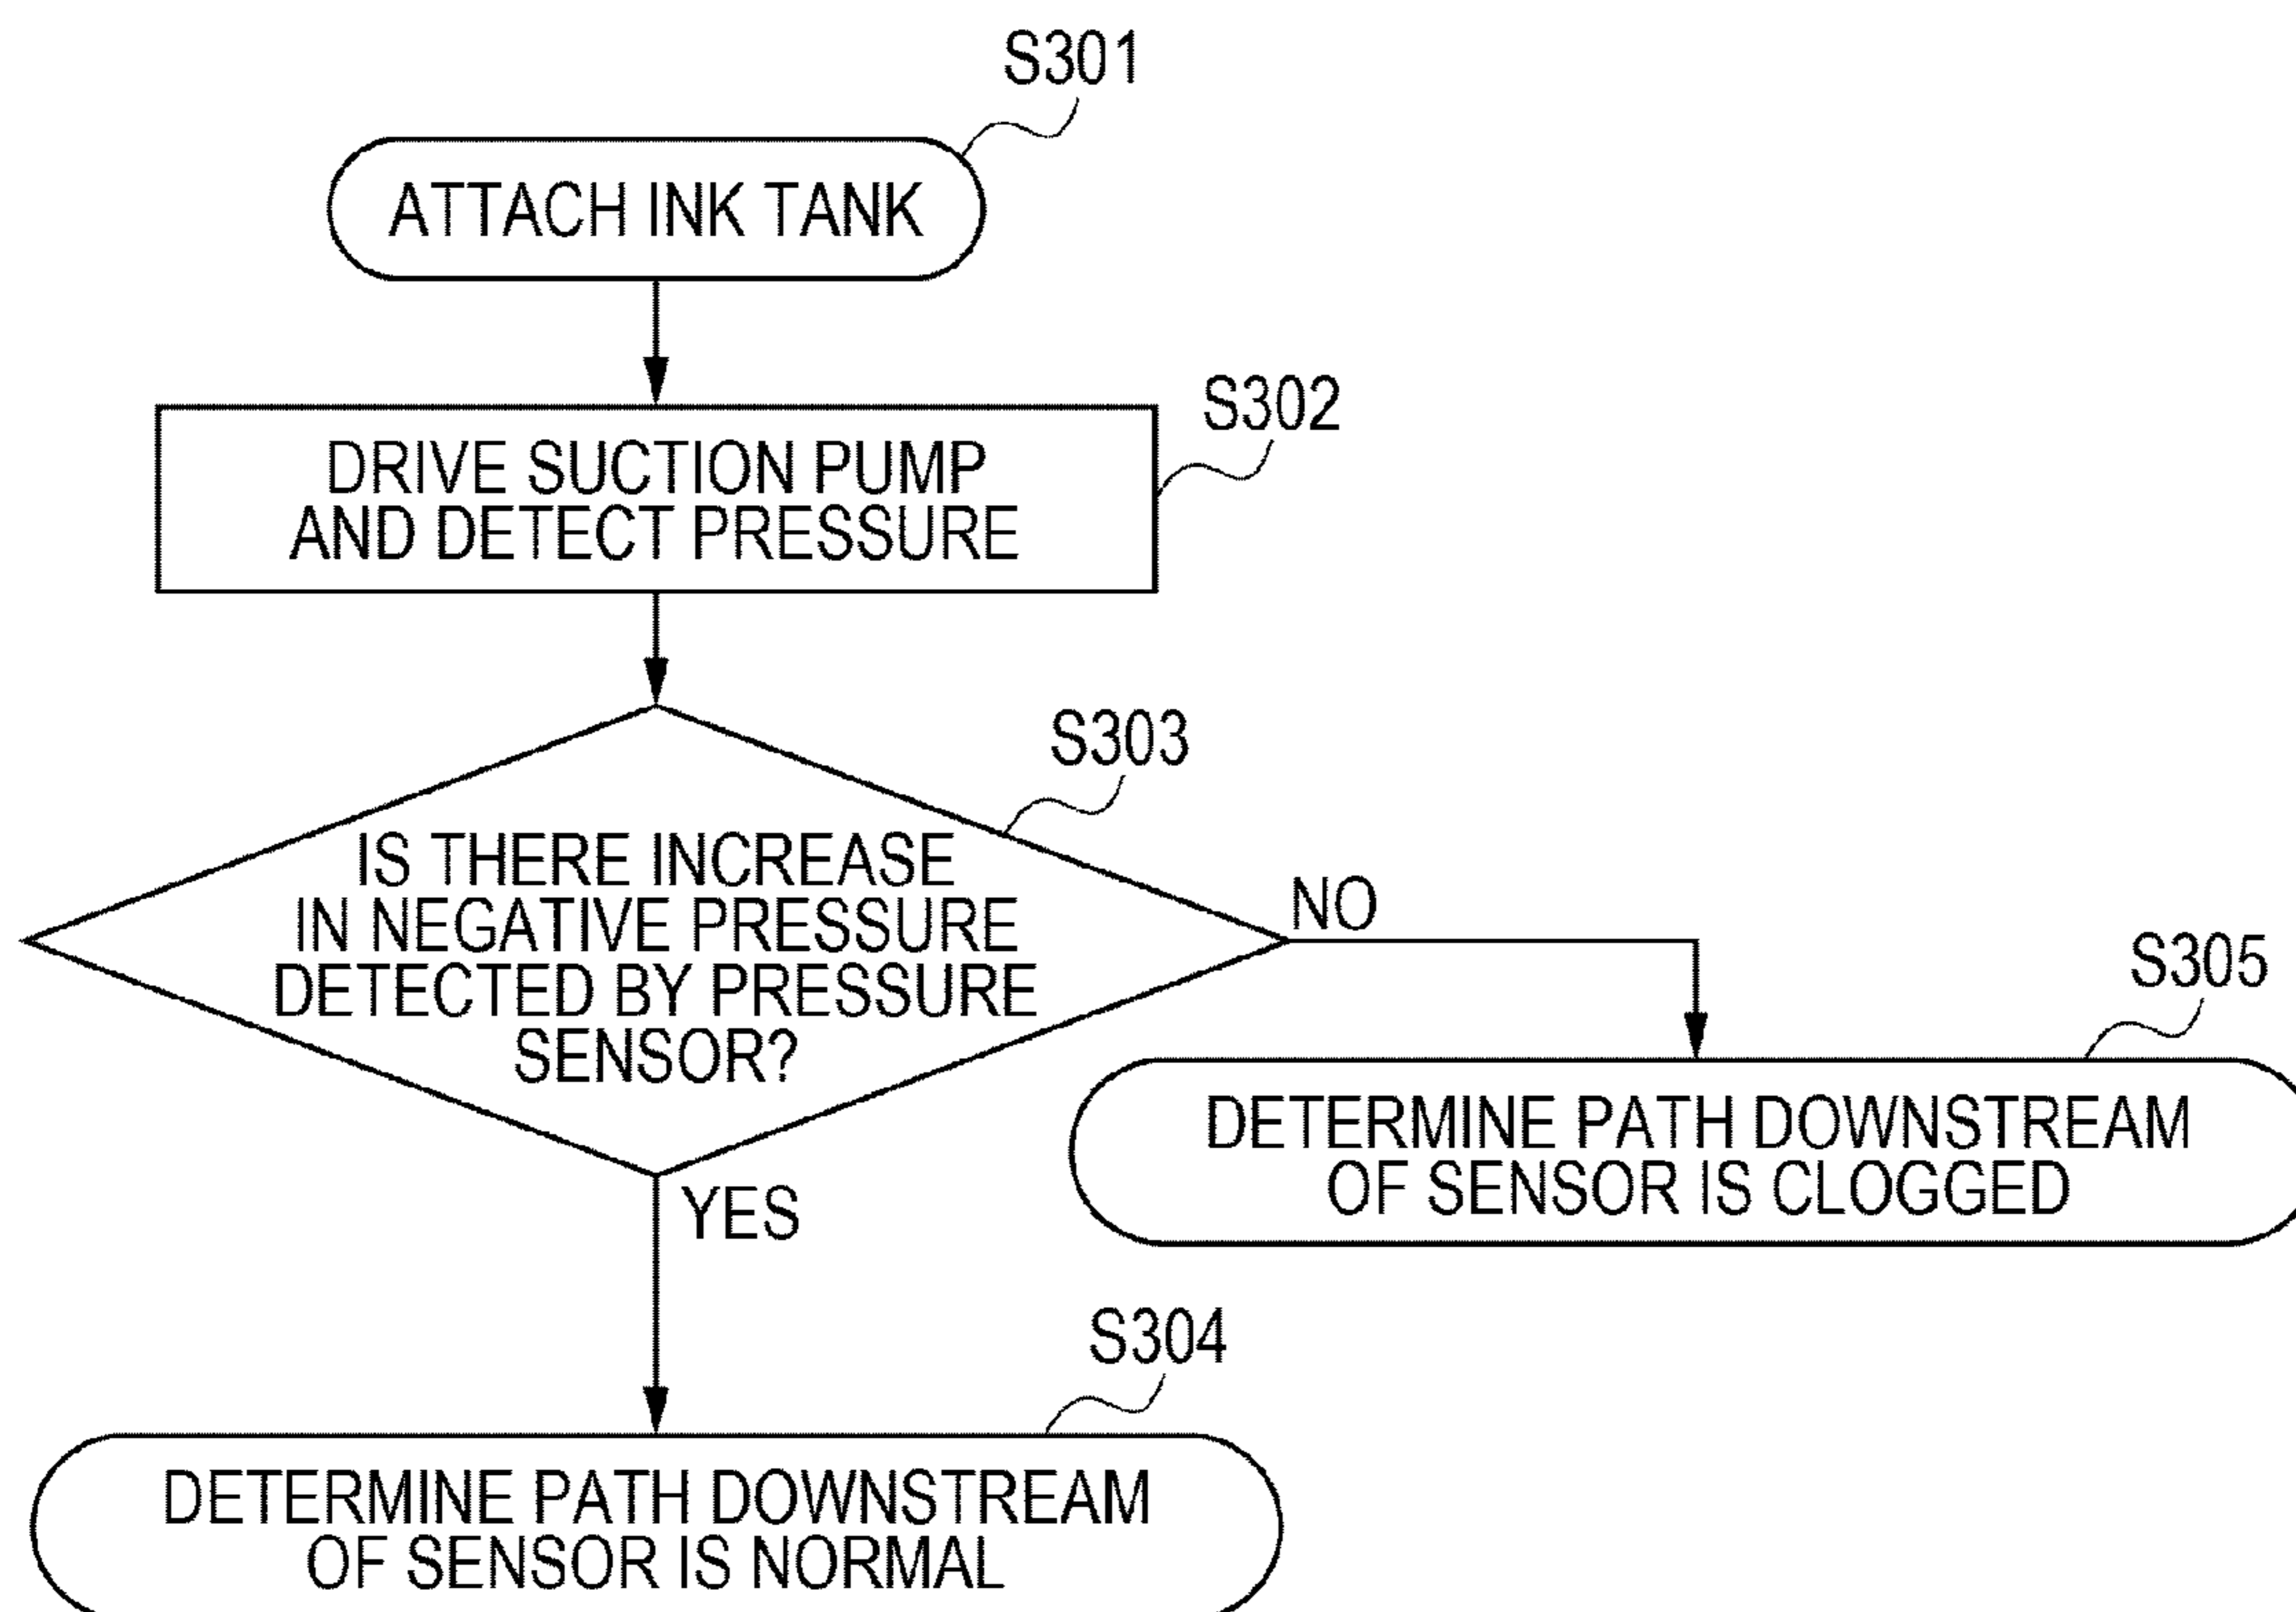 S301
ATTACH INK TANK
S302
DRIVE SUCTION PUMP
AND DETECT PRESSURE
S303
IS THERE INCREASE
IN NEGATIVE PRESSURE
DETECTED BY PRESSURE
SENSOR?
NO
S305
DETERMINE PATH DOWNSTREAM
OF SENSOR IS CLOGGED
YES
S304
DETERMINE PATH DOWNSTREAM
OF SENSOR IS NORMAL